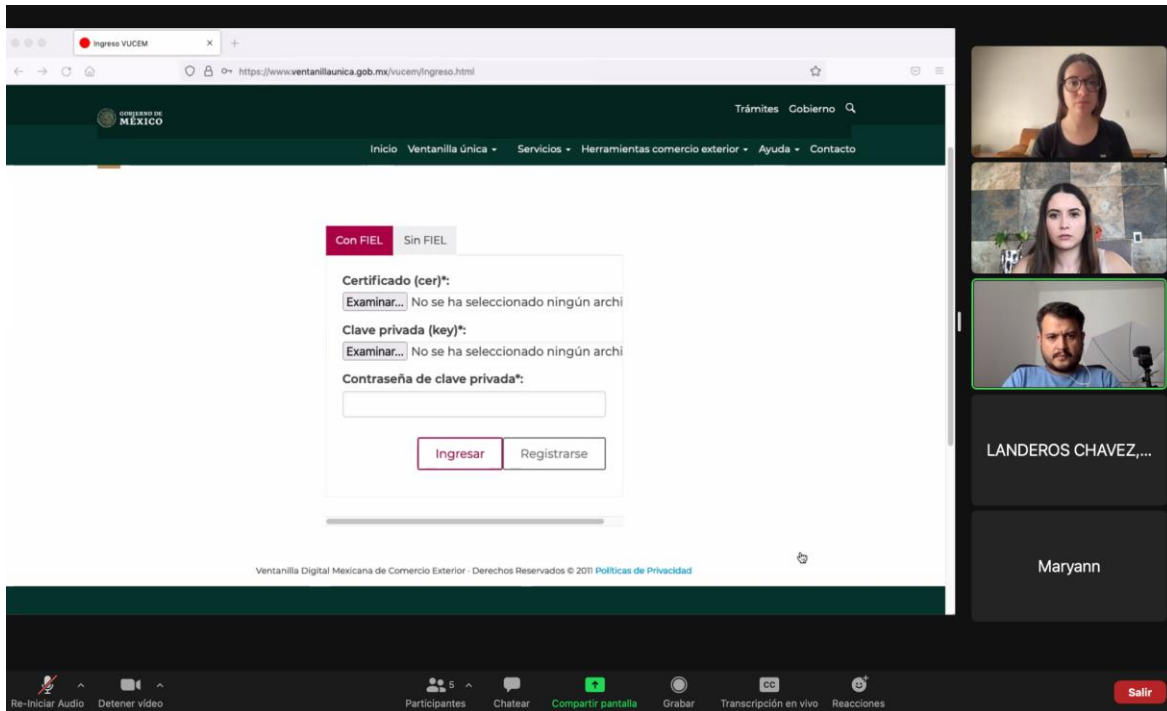 Ingreso VUCEM
https://www.ventanillaunica.gob.mx/vucem/Ingreso.html
GOBIERNO DE
MÉXICO
Trámites Gobierno
Inicio Ventanilla única Servicios Herramientas comercio exterior Ayuda Contacto
Con FIEL Sin FIEL
Certificado (cer)*:
Examinar... No se ha seleccionado ningún archi
Clave privada (key)*:
Examinar... No se ha seleccionado ningún archi
Contraseña de clave privada*:
Ingresar Registrarse
Ventanilla Digital Mexicana de Comercio Exterior - Derechos Reservados © 2011 Políticas de Privacidad
LANDEROS CHAVEZ,...
Maryann
Re-Iniciar Audio Detener vídeo Participantes 5 Chatear Compartir pantalla Grabar CC Transcripción en vivo Reacciones Salir